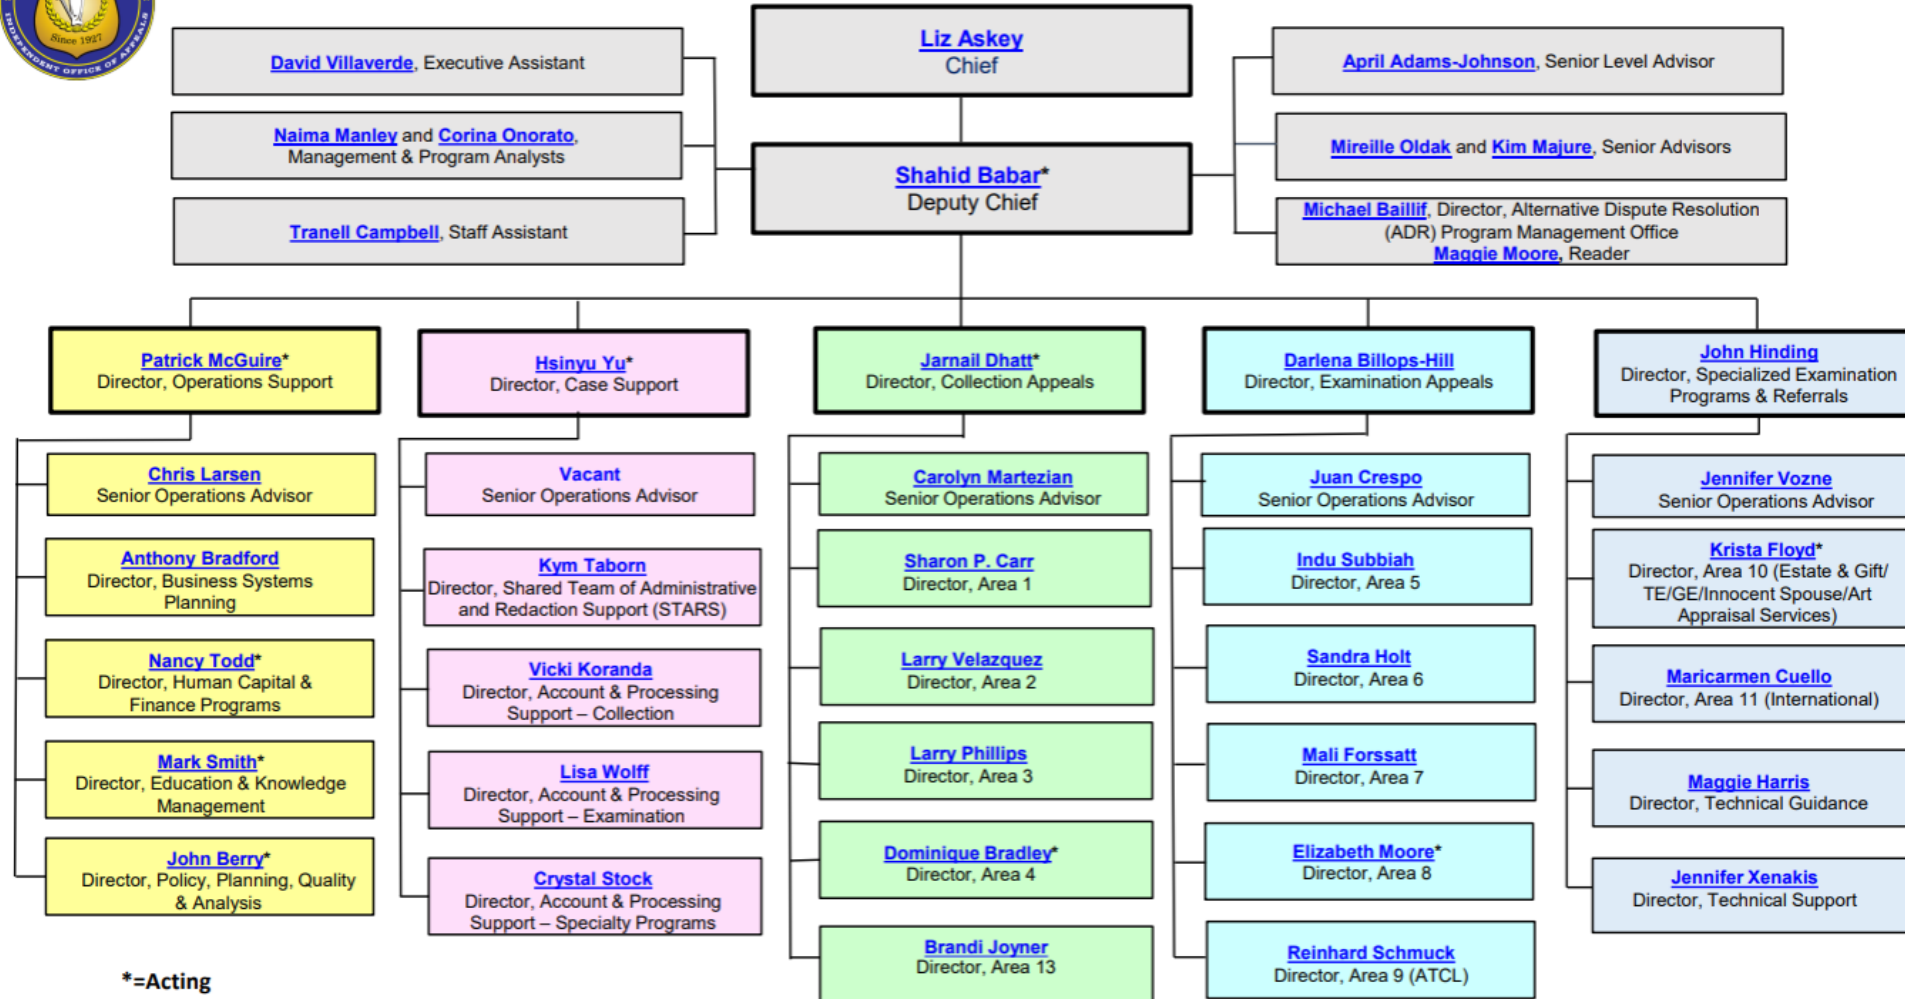 Since 1927
INDEPENDENT OFFICE OF APPEALS
Liz Askey
Chief
David Villaverde, Executive Assistant
April Adams-Johnson, Senior Level Advisor
Naima Manley and Corina Onorato,
Management & Program Analysts
Mireille Oldak and Kim Majure, Senior Advisors
Shahid Babar*
Deputy Chief
Tranell Campbell, Staff Assistant
Michael Baillif, Director, Alternative Dispute Resolution
(ADR) Program Management Office
Maggie Moore, Reader
Patrick McGuire*
Director, Operations Support
Chris Larsen
Senior Operations Advisor
Anthony Bradford
Director, Business Systems
Planning
Nancy Todd*
Director, Human Capital &
Finance Programs
Mark Smith*
Director, Education & Knowledge
Management
John Berry*
Director, Policy, Planning, Quality
& Analysis
Hsinyu Yu*
Director, Case Support
Vacant
Senior Operations Advisor
Kym Taborn
Director, Shared Team of Administrative
and Redaction Support (STARS)
Vicki Koranda
Director, Account & Processing
Support – Collection
Lisa Wolff
Director, Account & Processing
Support – Examination
Crystal Stock
Director, Account & Processing
Support – Specialty Programs
Jarnail Dhatt*
Director, Collection Appeals
Carolyn Martezian
Senior Operations Advisor
Sharon P. Carr
Director, Area 1
Larry Velazquez
Director, Area 2
Larry Phillips
Director, Area 3
Dominique Bradley*
Director, Area 4
Brandi Joyner
Director, Area 13
Darlena Billops-Hill
Director, Examination Appeals
Juan Crespo
Senior Operations Advisor
Indu Subbiah
Director, Area 5
Sandra Holt
Director, Area 6
Mali Forssatt
Director, Area 7
Elizabeth Moore*
Director, Area 8
Reinhard Schmuck
Director, Area 9 (ATCL)
John Hinding
Director, Specialized Examination
Programs & Referrals
Jennifer Vozne
Senior Operations Advisor
Krista Floyd*
Director, Area 10 (Estate & Gift/
TE/GE/Innocent Spouse/Art
Appraisal Services)
Maricarmen Cuello
Director, Area 11 (International)
Maggie Harris
Director, Technical Guidance
Jennifer Xenakis
Director, Technical Support
*=Acting